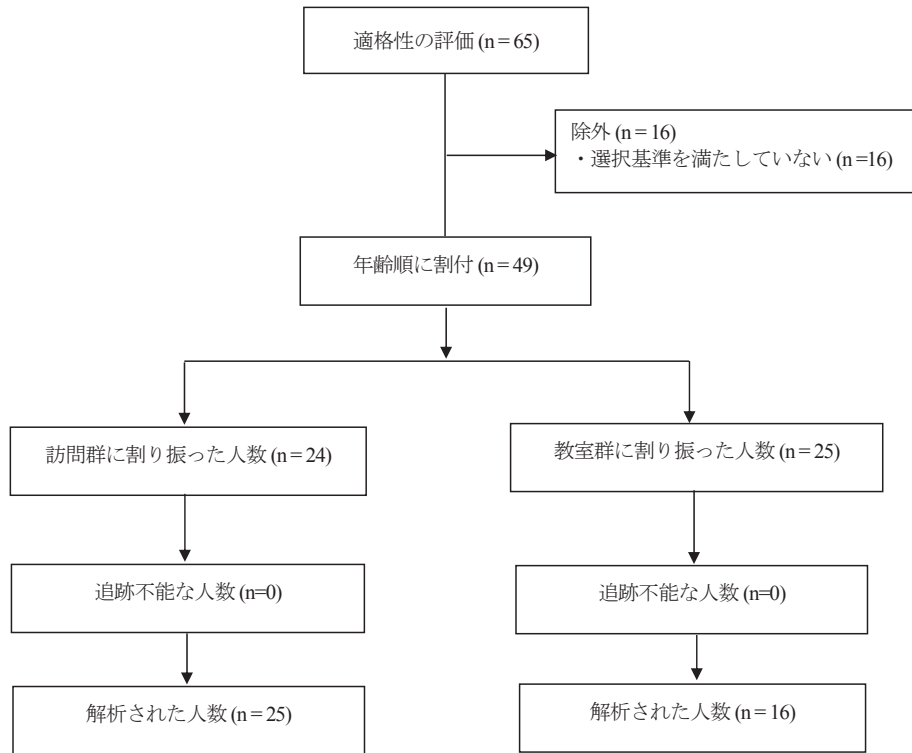 適格性の評価 (n = 65)
除外 (n = 16)
・選択基準を満たしていない (n =16)
年齢順に割付 (n = 49)
訪問群に割り振った人数 (n = 24)
教室群に割り振った人数 (n = 25)
追跡不能な人数 (n=0)
追跡不能な人数 (n=0)
解析された人数 (n = 25)
解析された人数 (n = 16)